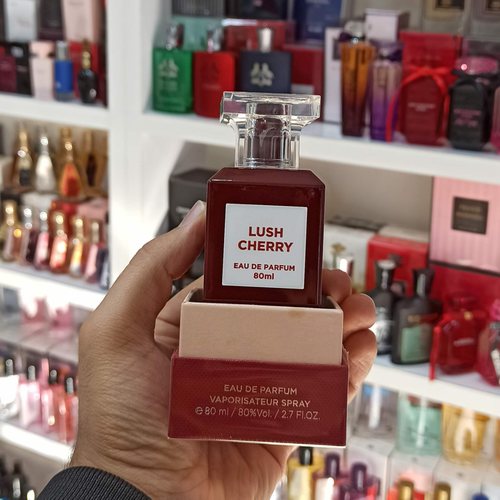 LUSH
CHERRY
EAU DE PARFUM
80ml
EAU DE PARFUM
VAPORISATEUR SPRAY
℮ 80 ml / 80%Vol. / 2.7 Fl.OZ.